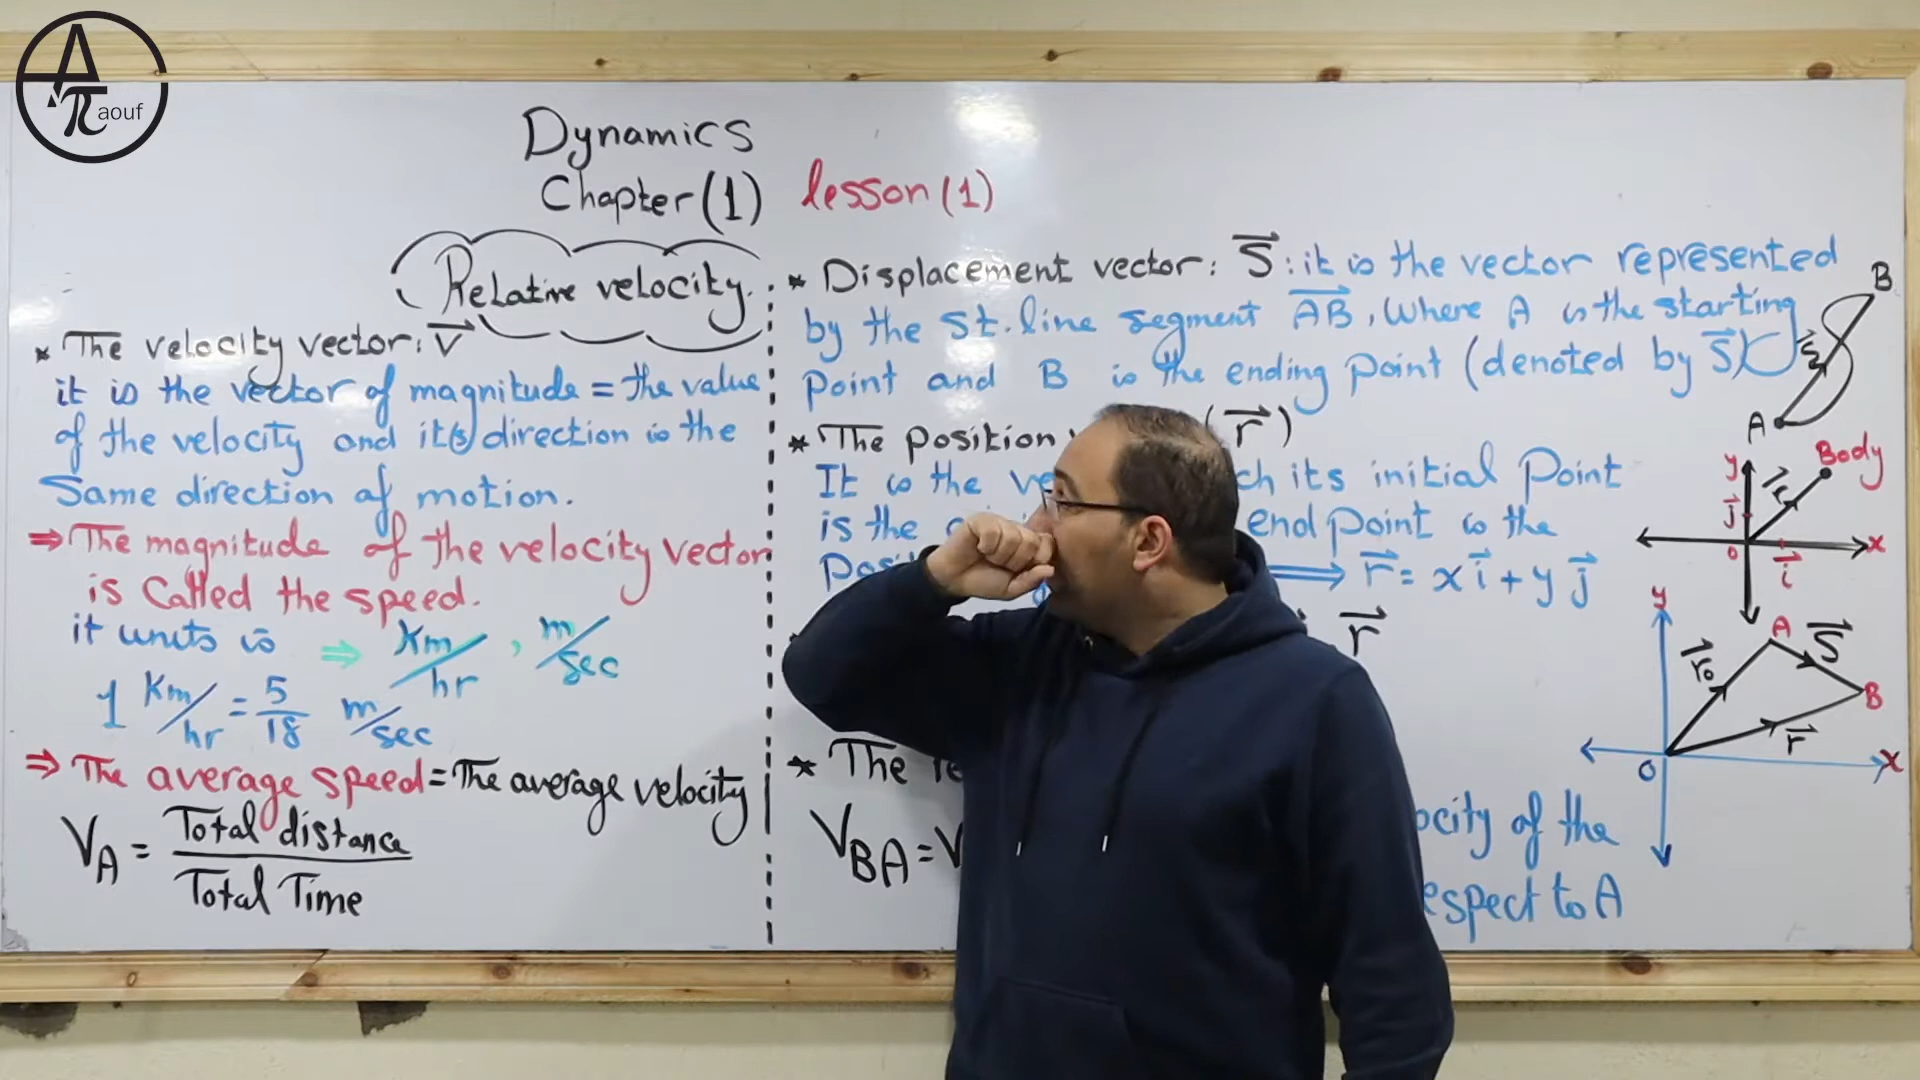 A
π aouf
Dynamics
Chapter (1) lesson (1)
Relative velocity
* The velocity vector: V
it is the vector of magnitude = the value
of the velocity and it(s) direction is the
Same direction of motion.
⇒ The magnitude of the velocity vector
is Called the speed.
it units is ⇒ Km/hr , m/sec
1 Km/hr = 5/18 m/sec
⇒ The average speed = The average velocity
VA = Total distance / Total Time
* Displacement vector: S : it is the vector represented
by the St. line segment AB, Where A is the starting
Point and B is the ending Point (denoted by S)
* The position (r)
It is the its initial Point
is the end point is the
⇒ r = x i + y j
r
* The
VBA = V
ocity of the
espect to A
B
S
A
y
Body
r
j
o
i
x
y
A
S
r0
B
r
O
x